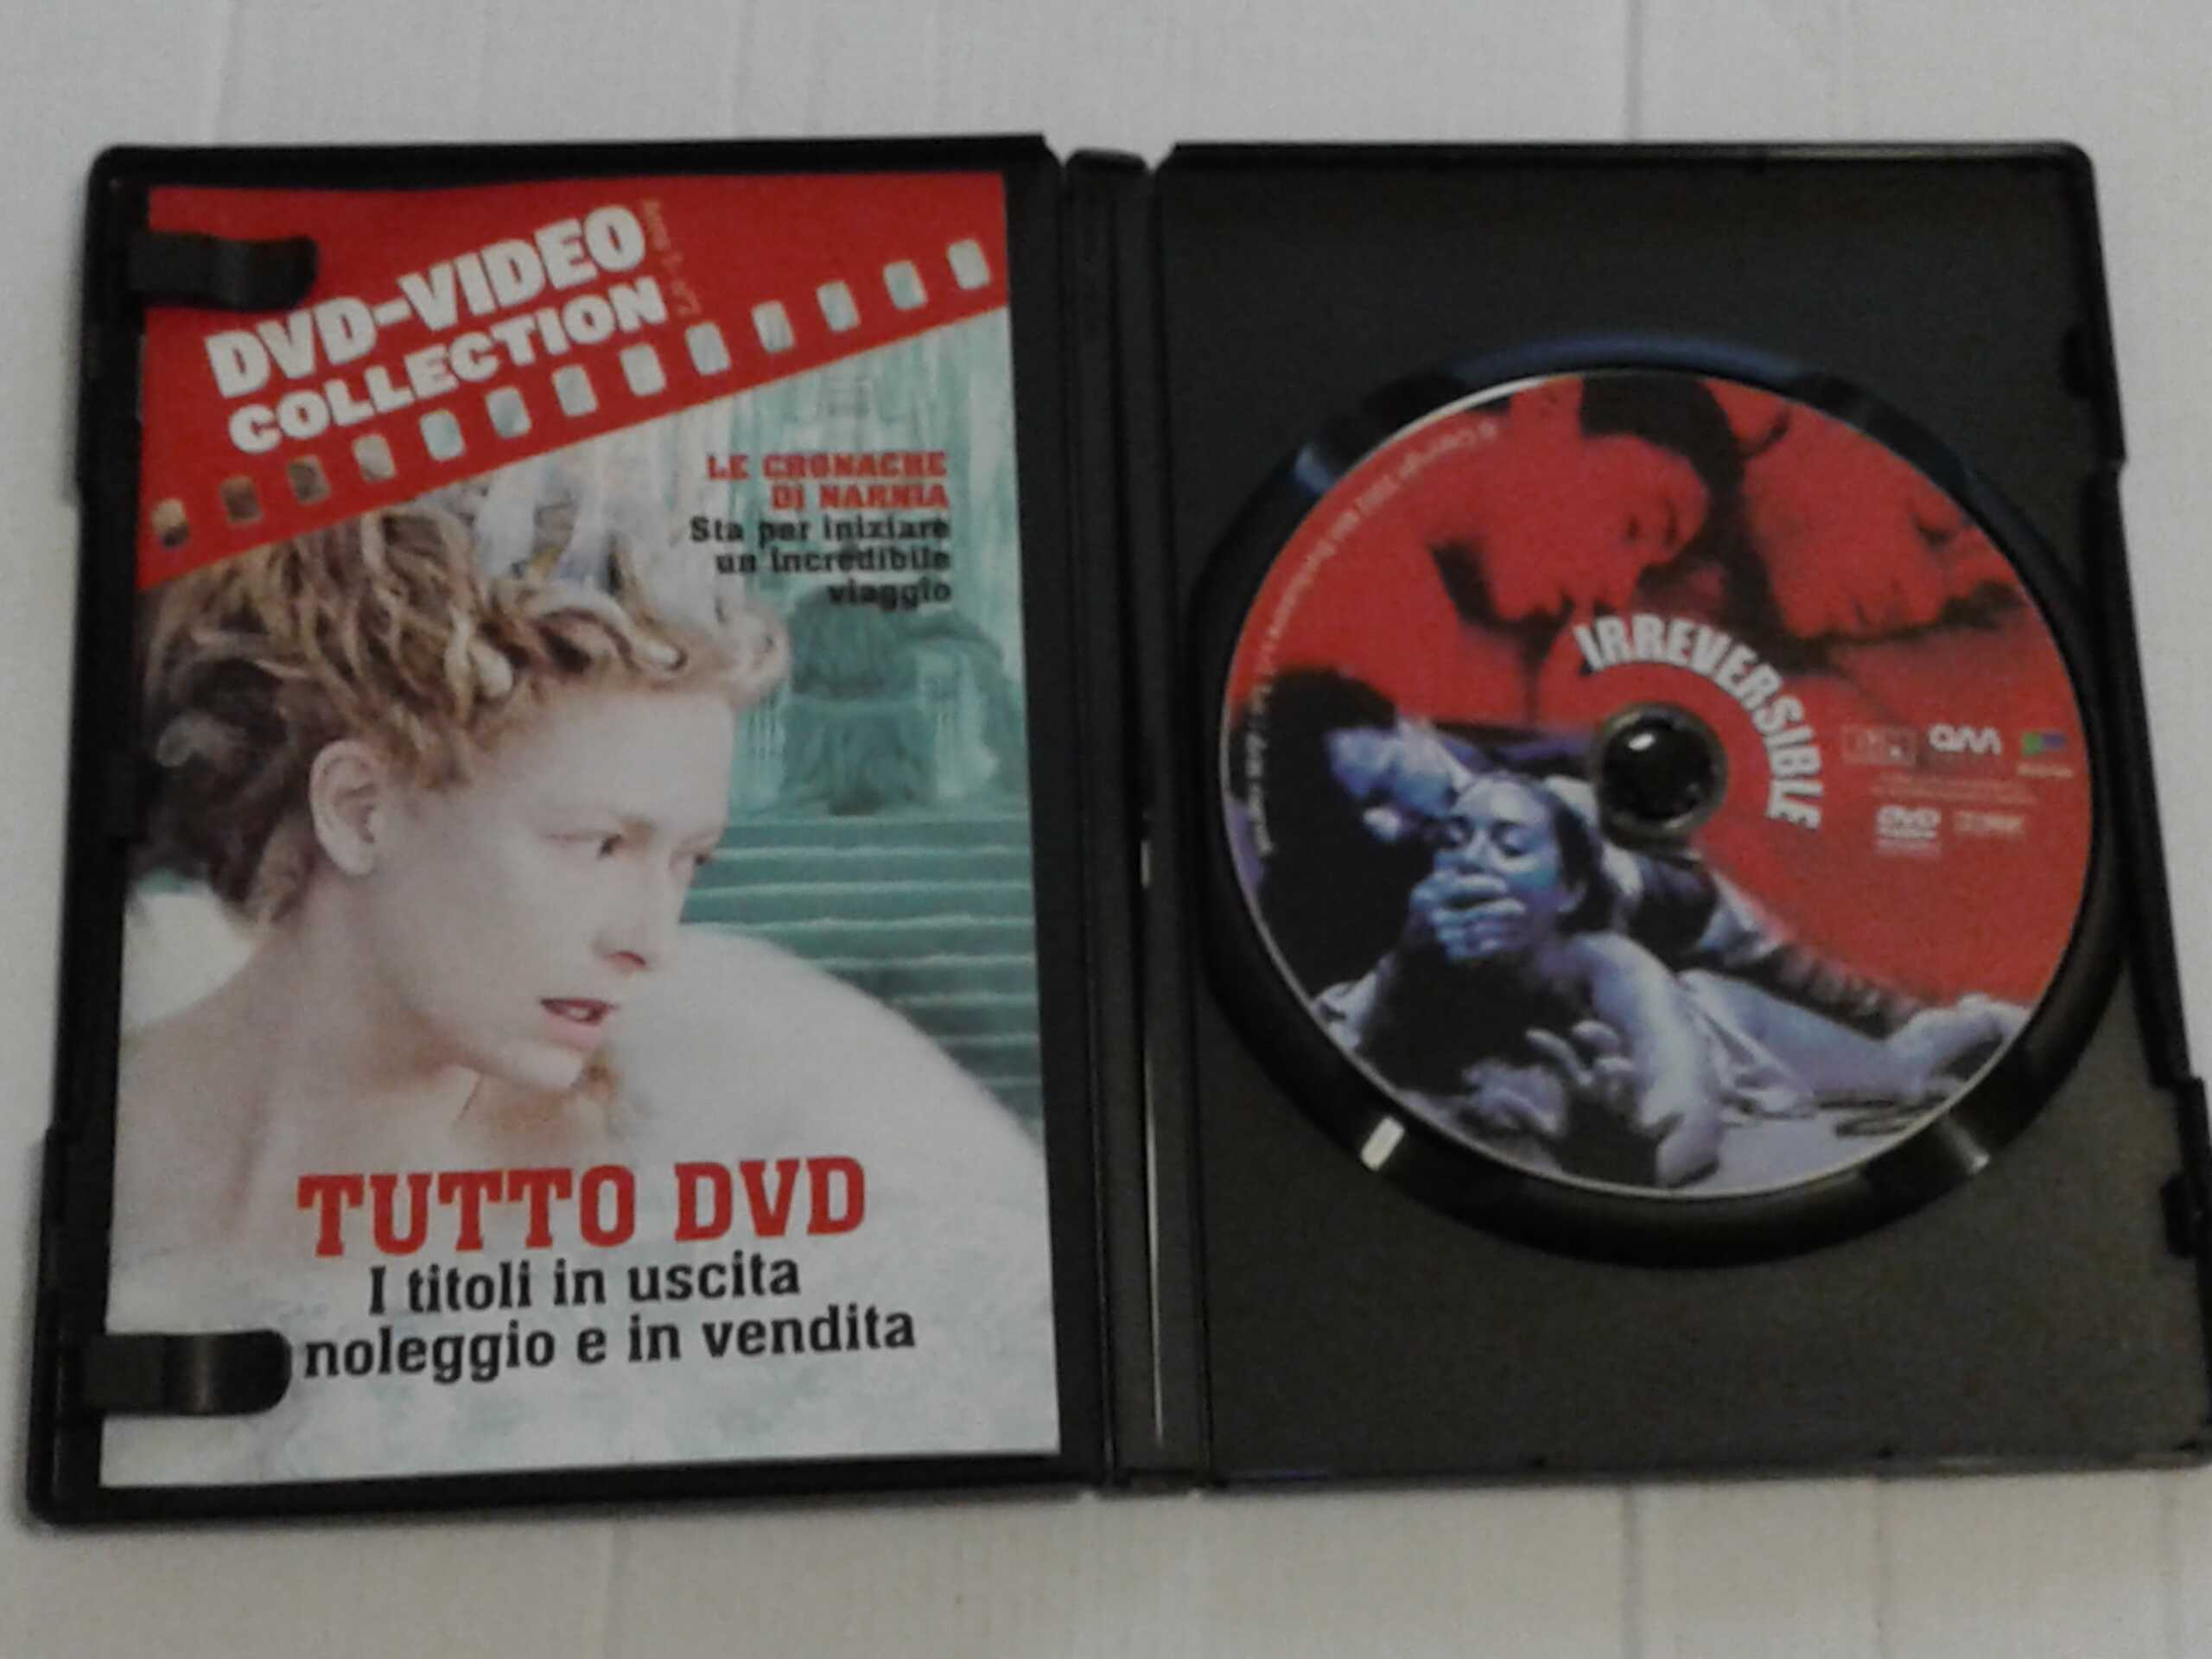 DVD-VIDEO
COLLECTION
LE CRONACHE
DI NARNIA
Sta per iniziare
un incredibile
viaggio
TUTTO DVD
I titoli in uscita
noleggio e in vendita
IRREVERSIBLE
DVD